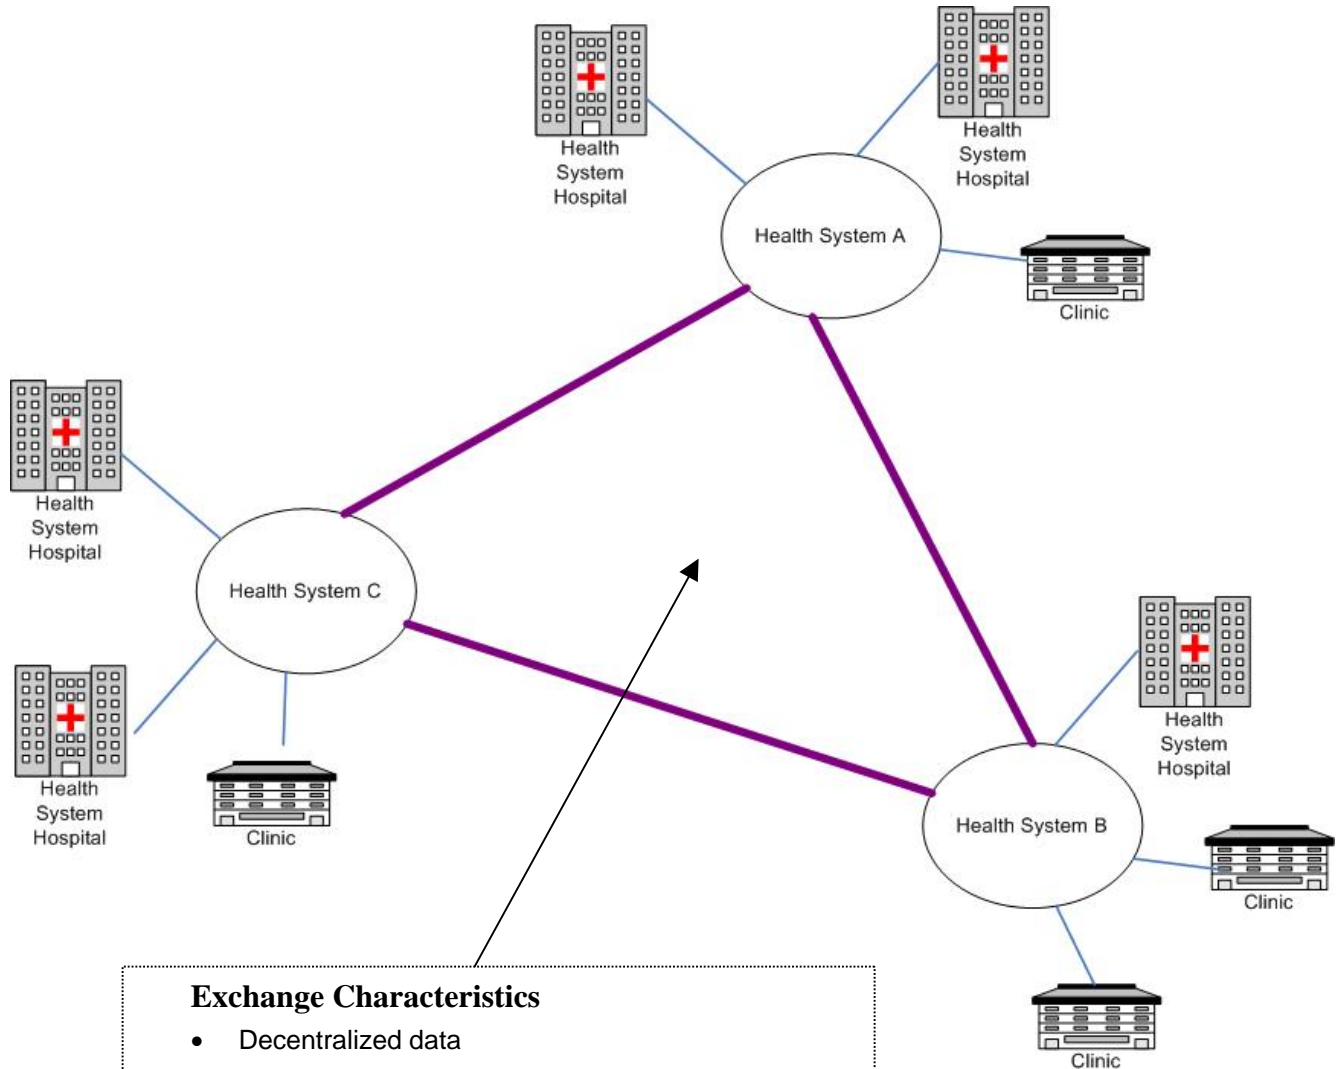 Health
System
Hospital
Health
System
Hospital
Health System A
Clinic
Health
System
Hospital
Health System C
Health
System
Hospital
Clinic
Health
System
Hospital
Health System B
Clinic
Clinic
Exchange Characteristics
• Decentralized data